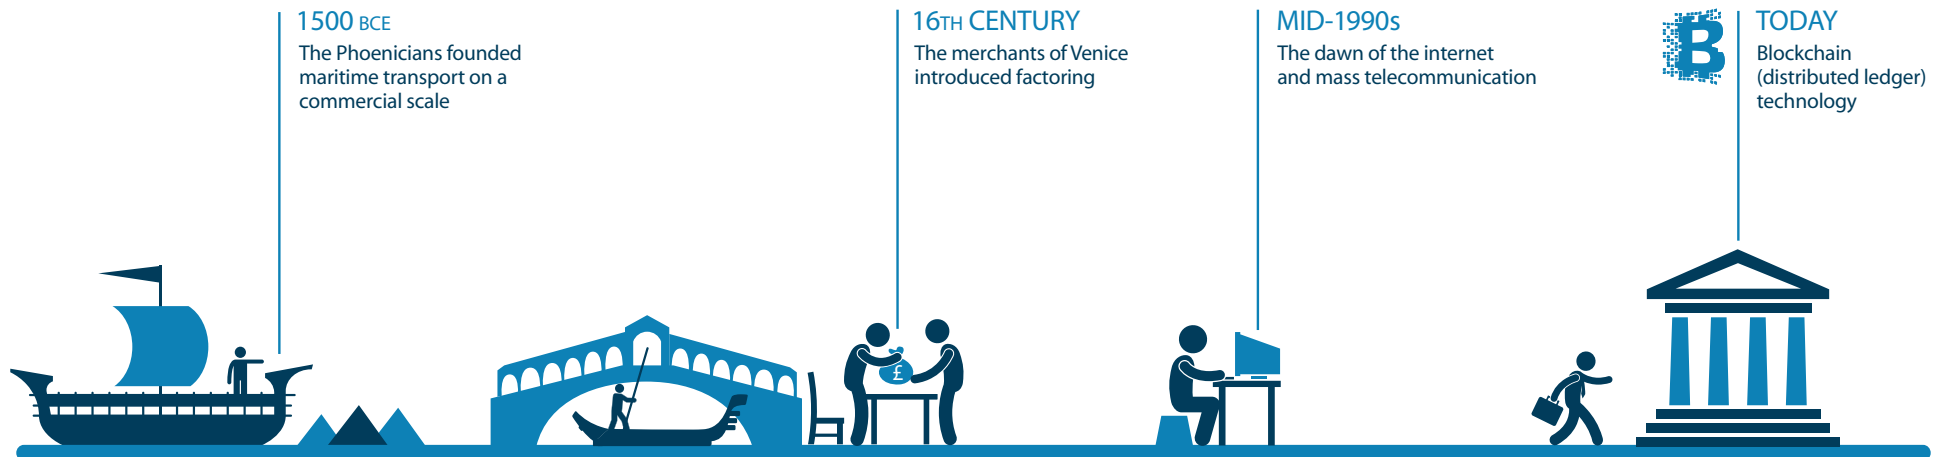 1500 BCE
The Phoenicians founded
maritime transport on a
commercial scale
16TH CENTURY
The merchants of Venice
introduced factoring
£
MID-1990s
The dawn of the internet
and mass telecommunication
B
TODAY
Blockchain
(distributed ledger)
technology